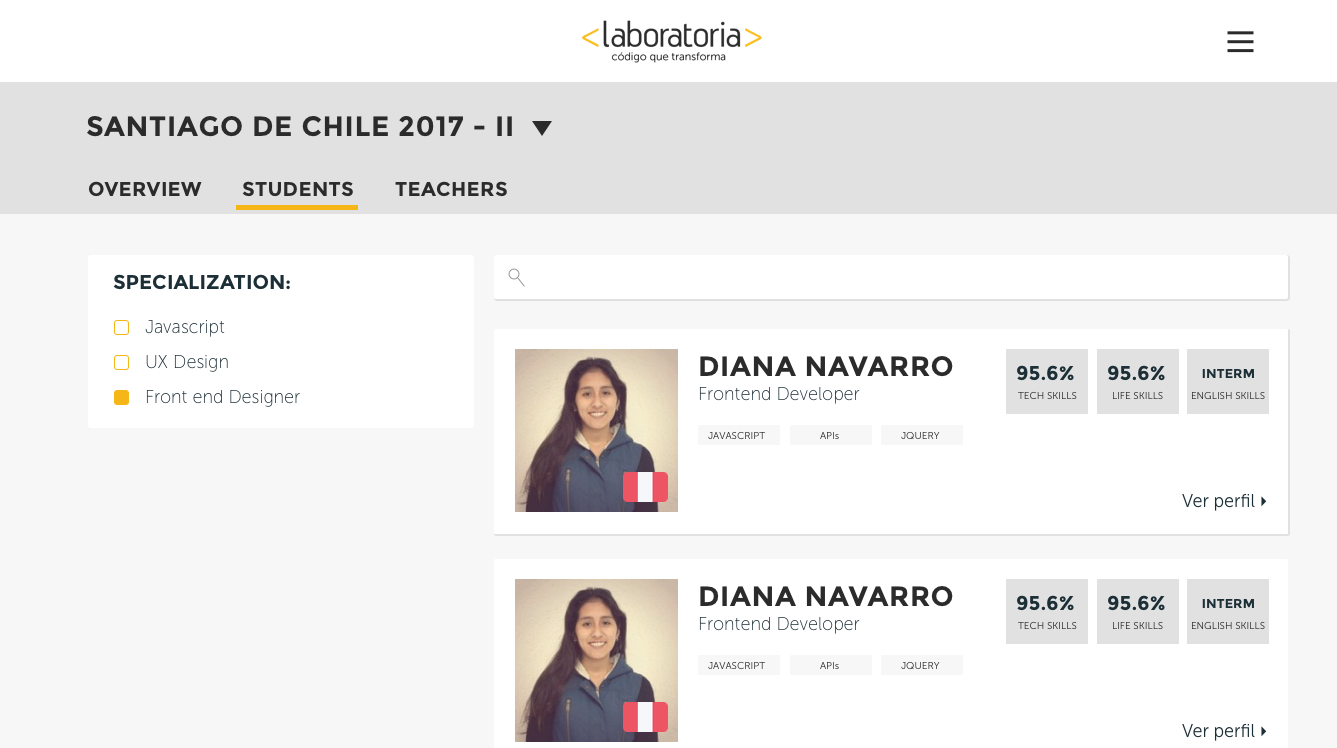 <laboratoria>
código que transforma
SANTIAGO DE CHILE 2017 - II
OVERVIEW STUDENTS TEACHERS
SPECIALIZATION:
Javascript
UX Design
Front end Designer
DIANA NAVARRO
Frontend Developer
JAVASCRIPT APIs JQUERY
95.6% 95.6% INTERM
TECH SKILLS LIFE SKILLS ENGLISH SKILLS
Ver perfil
DIANA NAVARRO
Frontend Developer
JAVASCRIPT APIs JQUERY
95.6% 95.6% INTERM
TECH SKILLS LIFE SKILLS ENGLISH SKILLS
Ver perfil